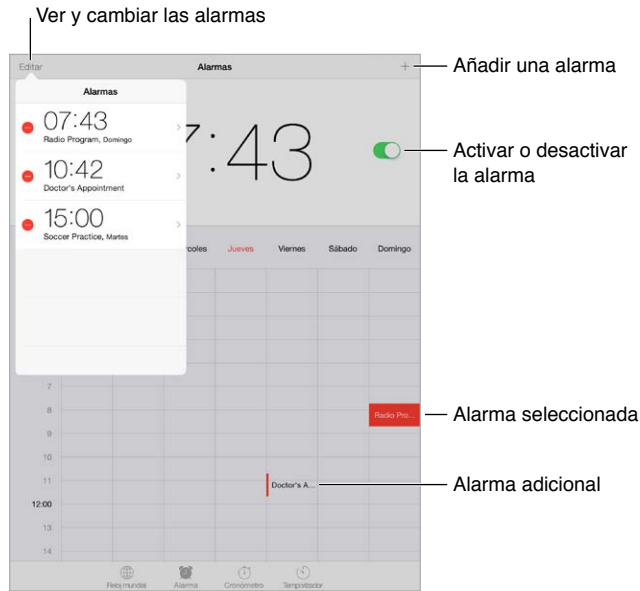 Ver y cambiar las alarmas
Editar
Alarmas
+
Añadir una alarma
Alarmas
07:43
Radio Program, Domingo
10:42
Doctor's Appointment
15:00
Soccer Practice, Martes
7:43
Activar o desactivar
la alarma
rcoles Jueves Viernes Sábado Domingo
7
8
Radio Pro...
Alarma seleccionada
9
10
11
Doctor's A...
Alarma adicional
12:00
13
14
Reloj mundial Alarma Cronómetro Temporizador